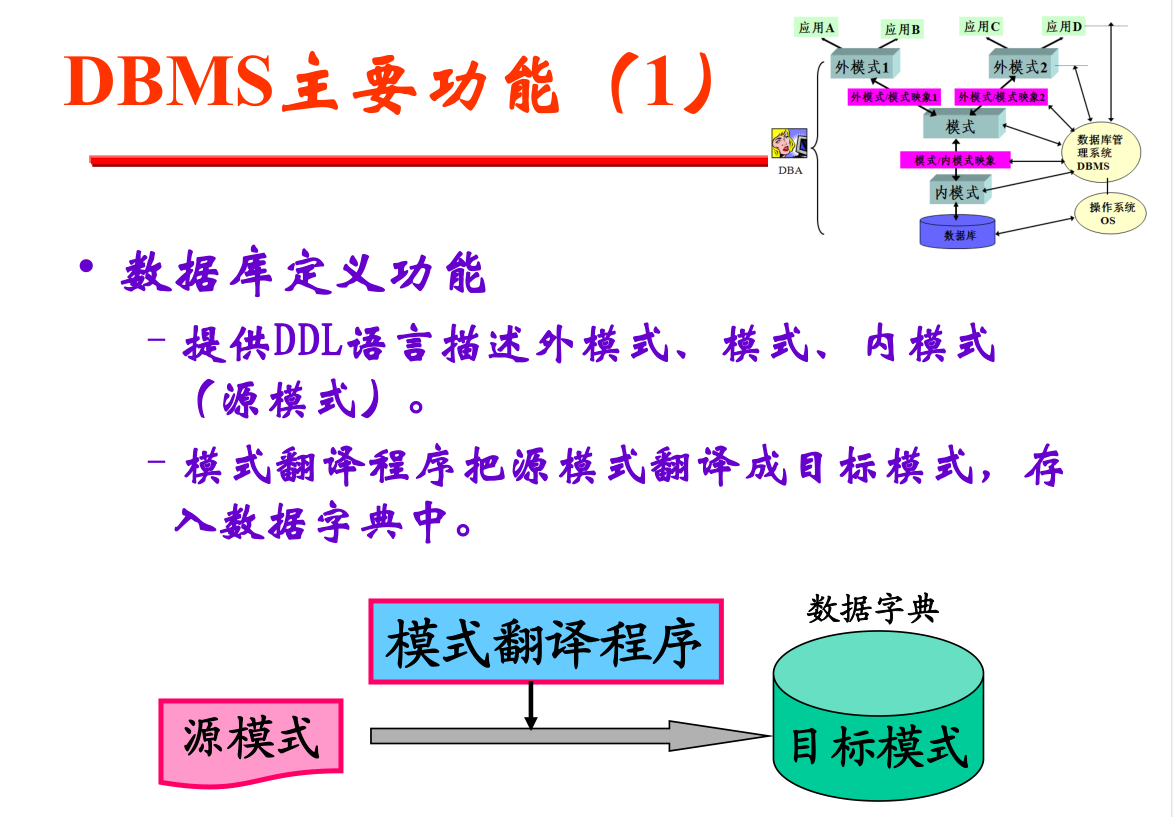 DBMS主要功能（1）
应用A
应用B
应用C
应用D
外模式1
外模式2
外模式/模式映象1
外模式/模式映象2
模式
模式/内模式映象
内模式
数据库
DBA
数据库管
理系统
DBMS
操作系统
OS
• 数据库定义功能
– 提供DDL语言描述外模式、模式、内模式
（源模式）。
– 模式翻译程序把源模式翻译成目标模式，存
入数据字典中。
模式翻译程序
数据字典
源模式
目标模式